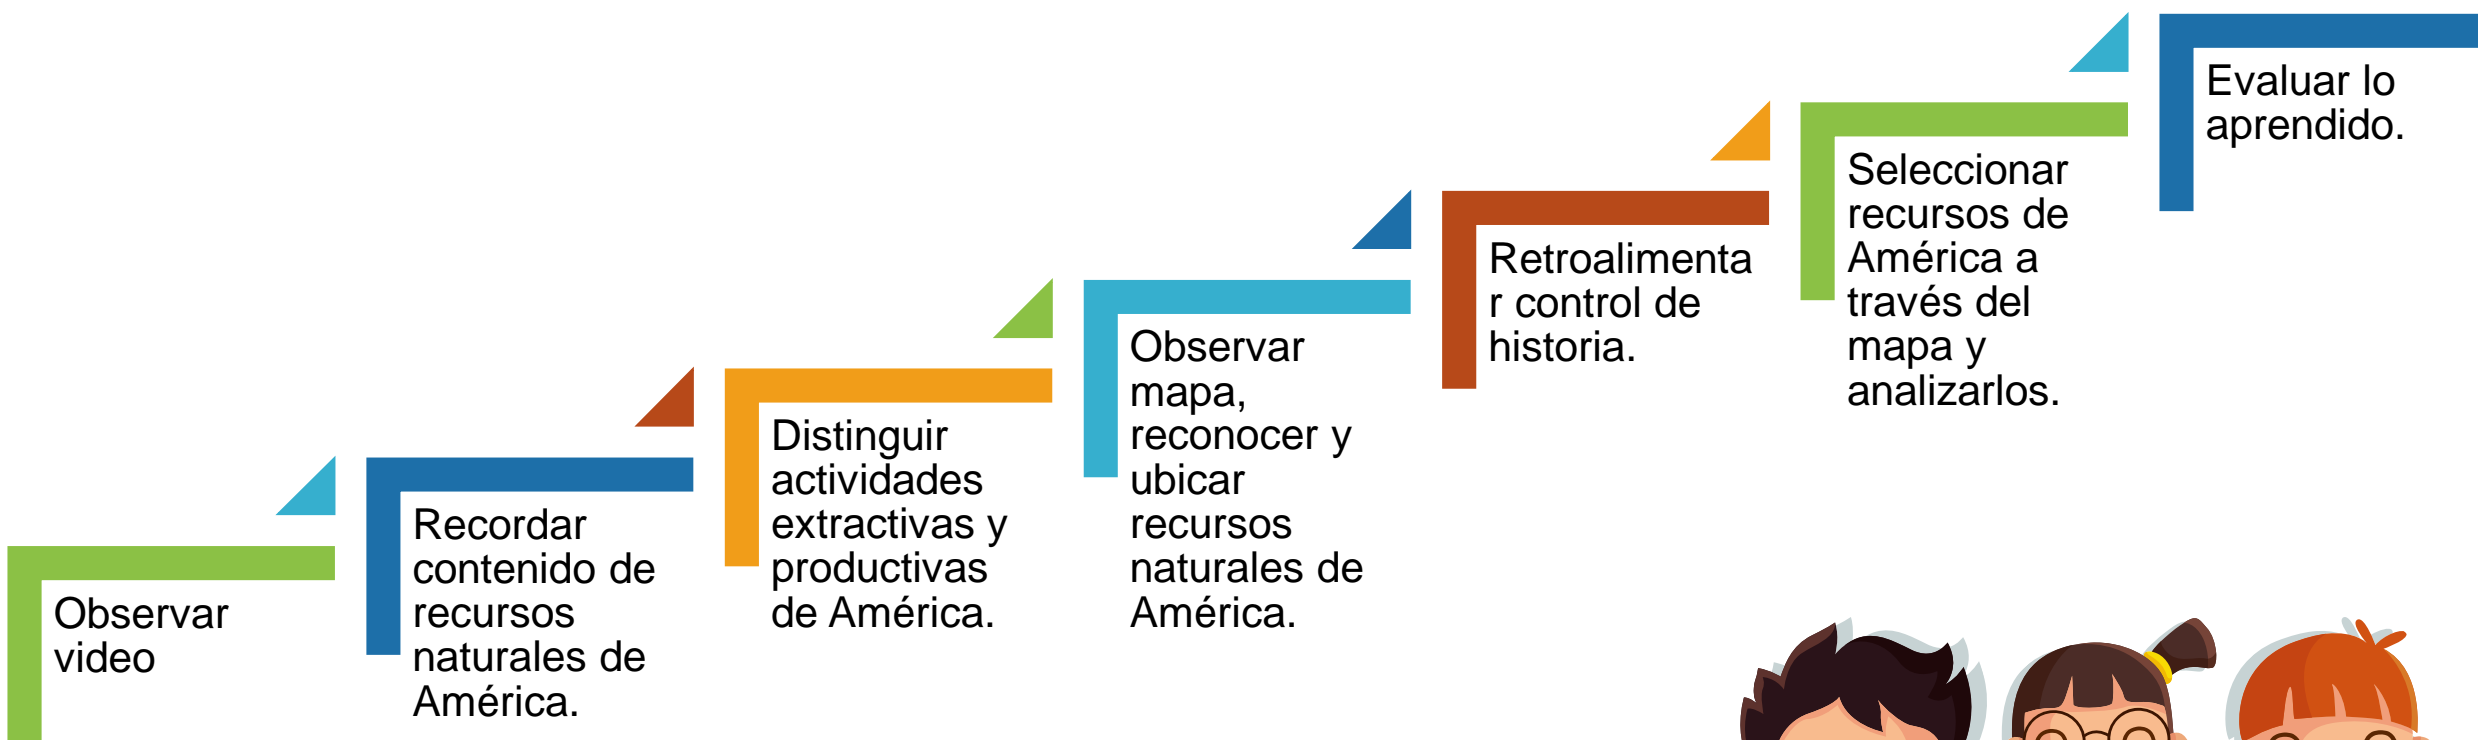 Observar
video
Recordar
contenido de
recursos
naturales de
América.
Distinguir
actividades
extractivas y
productivas
de América.
Observar
mapa,
reconocer y
ubicar
recursos
naturales de
América.
Retroalimenta
r control de
historia.
Seleccionar
recursos de
América a
través del
mapa y
analizarlos.
Evaluar lo
aprendido.